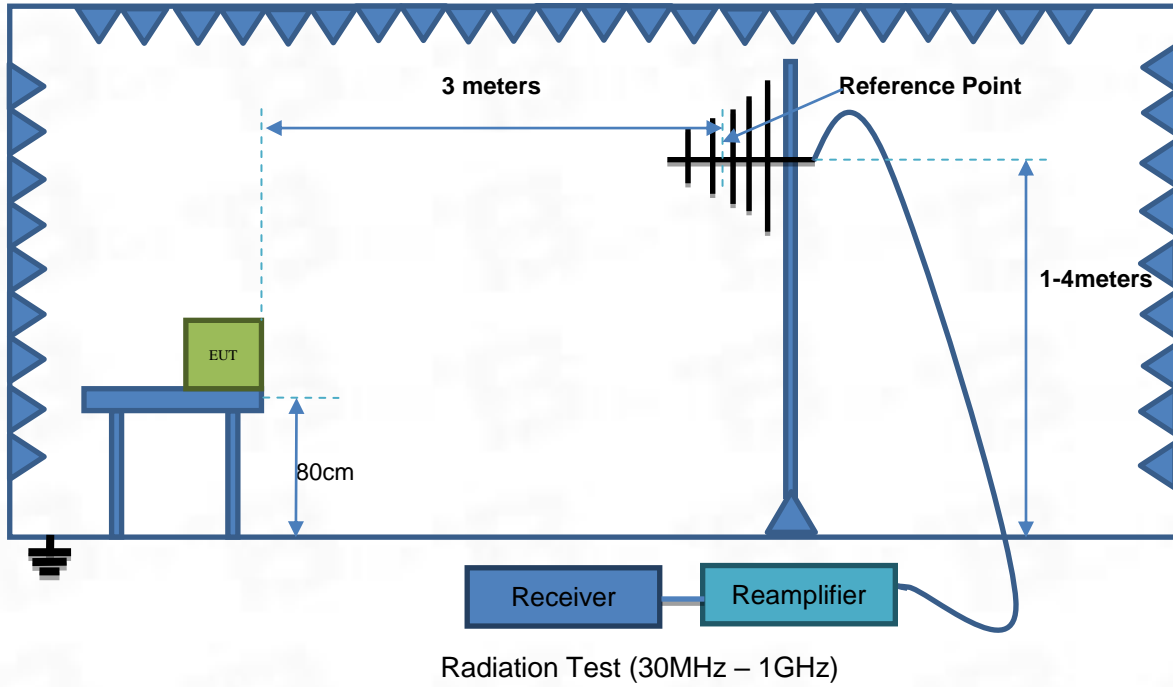 3 meters
Reference Point
1-4meters
EUT
80cm
Receiver
Reamplifier
Radiation Test (30MHz – 1GHz)